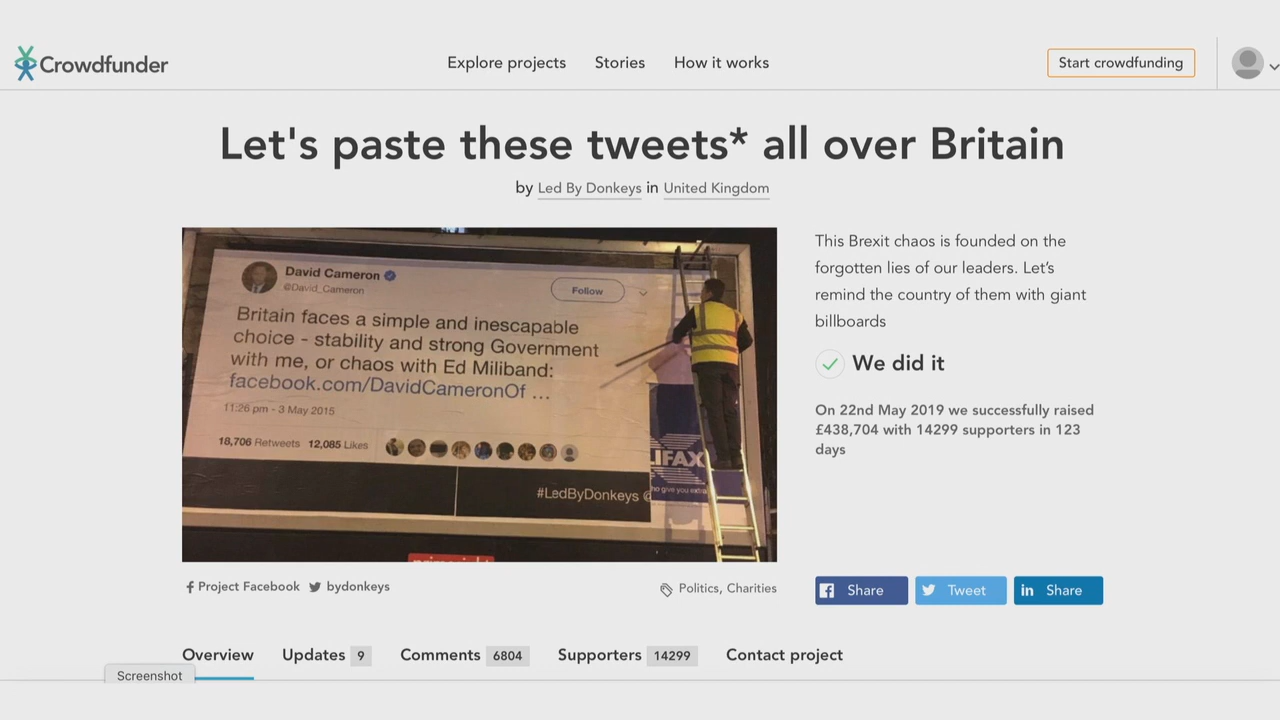 Crowdfunder
Explore projects
Stories
How it works
Start crowdfunding
Let's paste these tweets* all over Britain
by Led By Donkeys in United Kingdom
David Cameron
@David_Cameron
Follow
Britain faces a simple and inescapable
choice - stability and strong Government
with me, or chaos with Ed Miliband:
facebook.com/DavidCameronOf ...
11:26 pm - 3 May 2015
18,706 Retweets 12,085 Likes
#LedByDonkeys @
IFAX
who give you extra
This Brexit chaos is founded on the
forgotten lies of our leaders. Let's
remind the country of them with giant
billboards
We did it
On 22nd May 2019 we successfully raised
£438,704 with 14299 supporters in 123
days
Project Facebook
bydonkeys
Politics, Charities
Share
Tweet
in Share
Overview
Updates 9
Comments 6804
Supporters 14299
Contact project
Screenshot